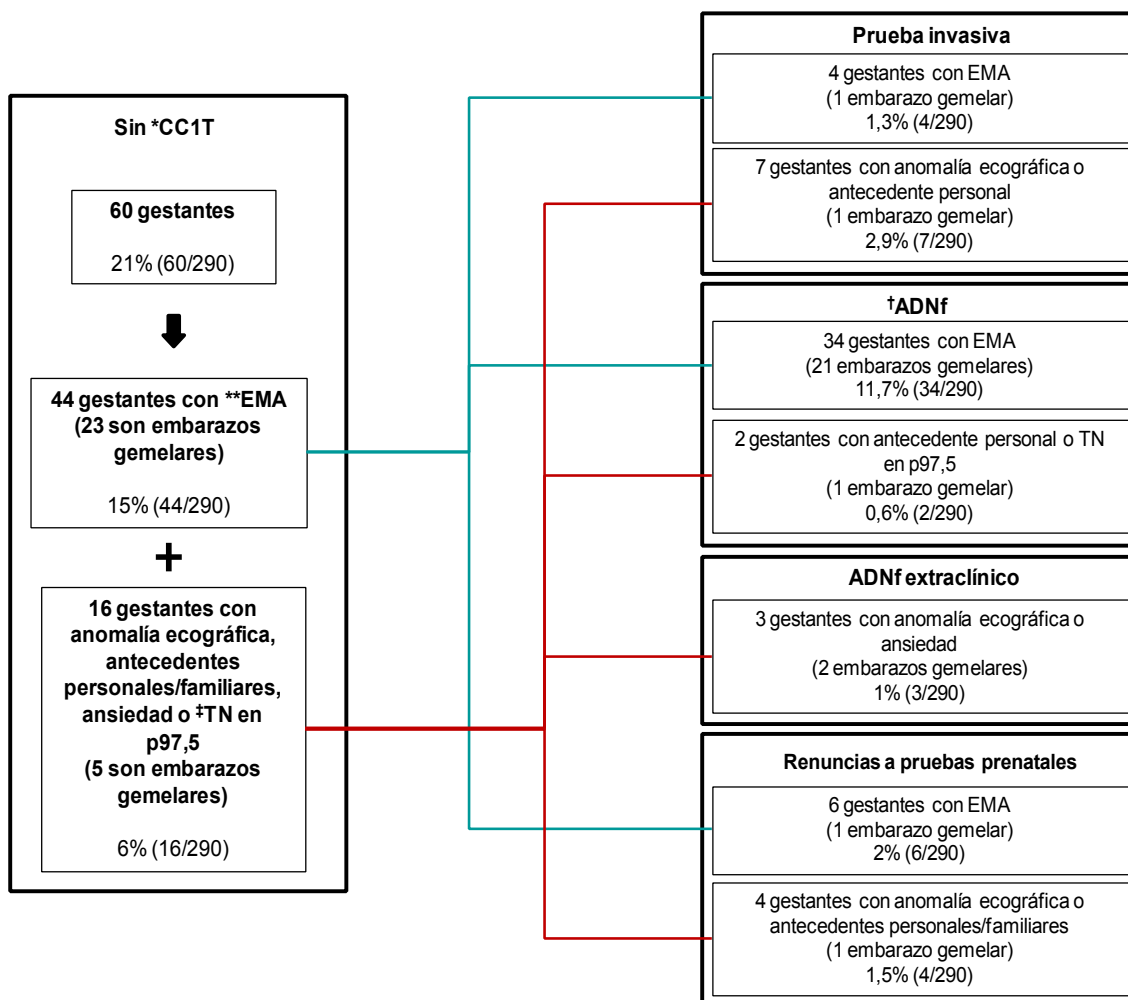 Sin *CC1T
60 gestantes
21% (60/290)
44 gestantes con **EMA
(23 son embarazos
gemelares)
15% (44/290)
+
16 gestantes con
anomalía ecográfica,
antecedentes
personales/familiares,
ansiedad o ‡TN en
p97,5
(5 son embarazos
gemelares)
6% (16/290)
Prueba invasiva
4 gestantes con EMA
(1 embarazo gemelar)
1,3% (4/290)
7 gestantes con anomalía ecográfica o
antecedente personal
(1 embarazo gemelar)
2,9% (7/290)
†ADNf
34 gestantes con EMA
(21 embarazos gemelares)
11,7% (34/290)
2 gestantes con antecedente personal o TN
en p97,5
(1 embarazo gemelar)
0,6% (2/290)
ADNf extraclínico
3 gestantes con anomalía ecográfica o
ansiedad
(2 embarazos gemelares)
1% (3/290)
Renuncias a pruebas prenatales
6 gestantes con EMA
(1 embarazo gemelar)
2% (6/290)
4 gestantes con anomalía ecográfica o
antecedentes personales/familiares
(1 embarazo gemelar)
1,5% (4/290)